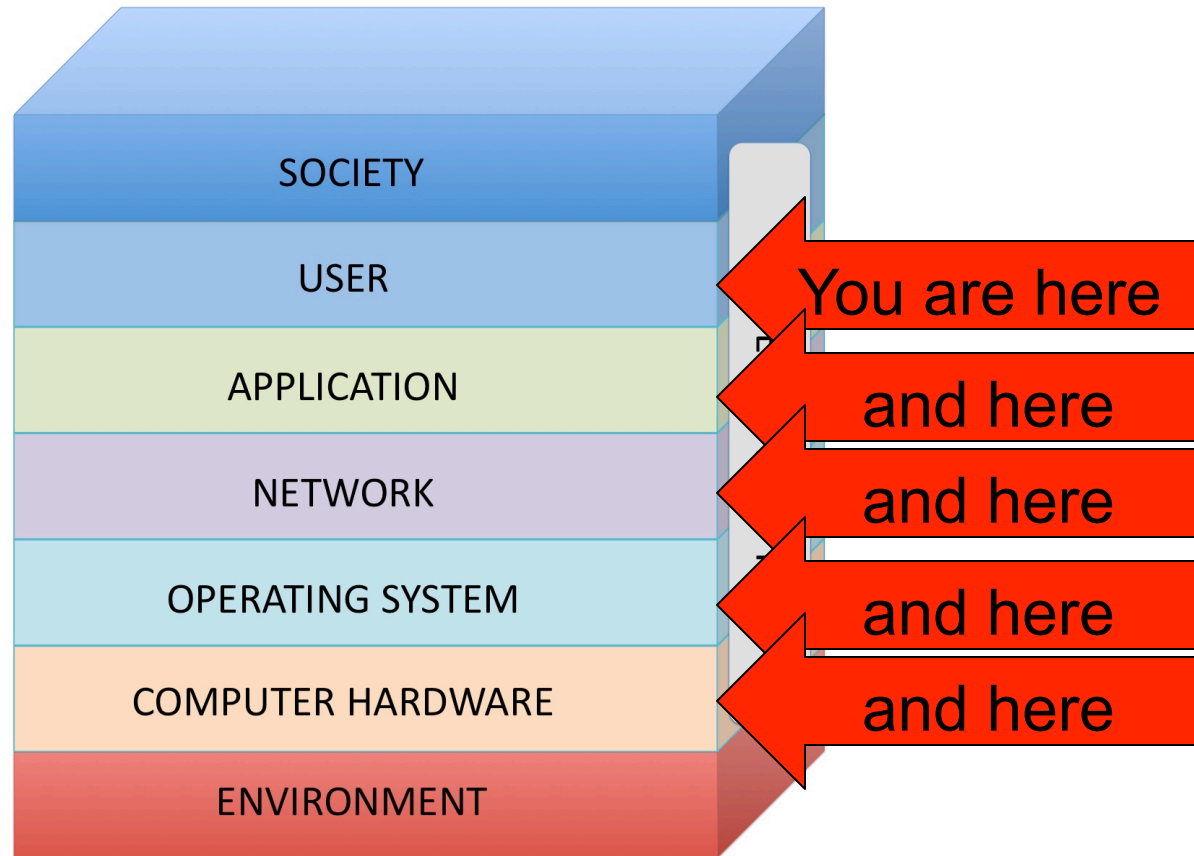 SOCIETY
USER
You are here
APPLICATION
and here
NETWORK
and here
OPERATING SYSTEM
and here
COMPUTER HARDWARE
and here
ENVIRONMENT